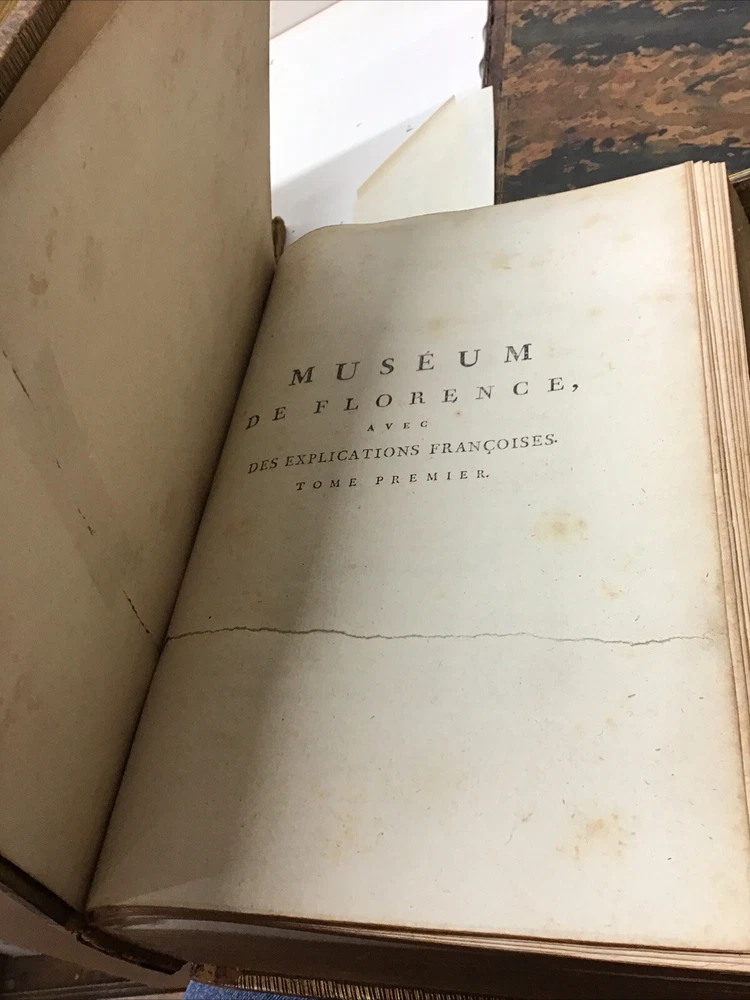 MUSÉUM
DE FLORENCE,
AVEC
DES EXPLICATIONS FRANÇOISES.
TOME PREMIER.